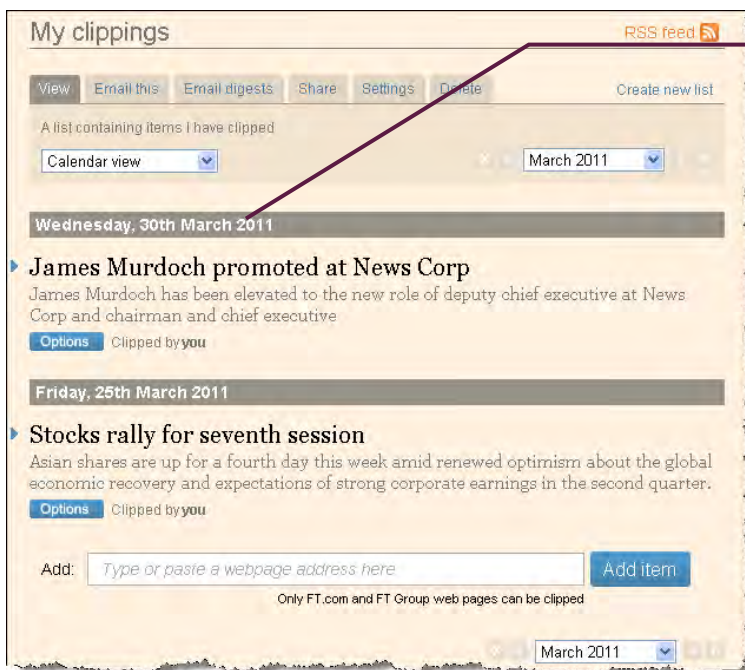 My clippings
RSS feed
View Email this Email digests Share Settings Delete Create new list
A list containing items I have clipped
Calendar view March 2011
Wednesday, 30th March 2011
James Murdoch promoted at News Corp
James Murdoch has been elevated to the new role of deputy chief executive at News
Corp and chairman and chief executive
Options Clipped by you
Friday, 25th March 2011
Stocks rally for seventh session
Asian shares are up for a fourth day this week amid renewed optimism about the global
economic recovery and expectations of strong corporate earnings in the second quarter.
Options Clipped by you
Add: Type or paste a webpage address here Add item
Only FT.com and FT Group web pages can be clipped
March 2011